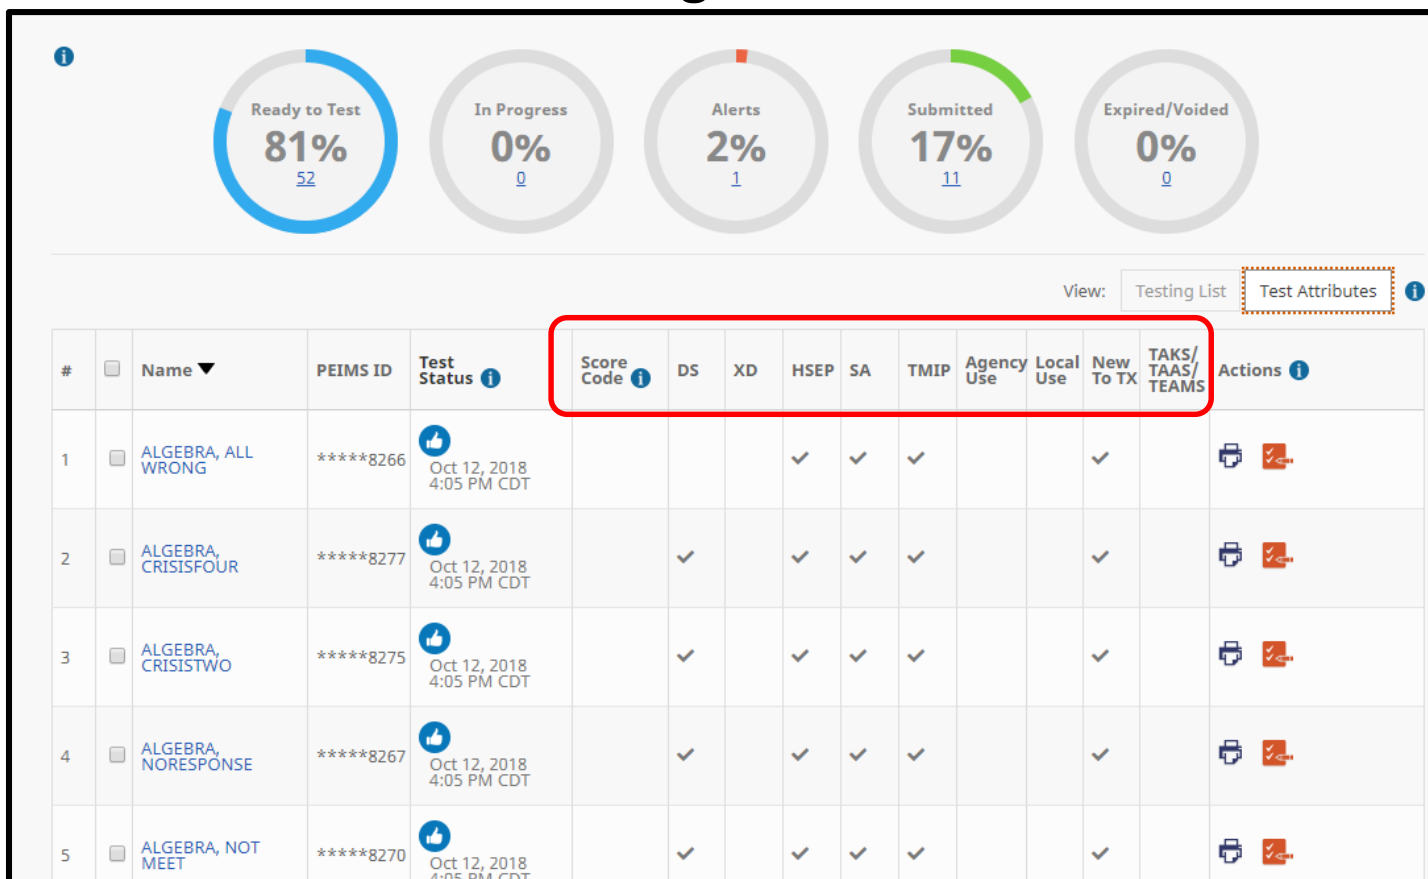 Ready to Test
81%
52
In Progress
0%
0
Alerts
2%
1
Submitted
17%
11
Expired/Voided
0%
0
View: Testing List Test Attributes
# Name PEIMS ID Test Status Score Code DS XD HSEP SA TMIP Agency Use Local Use New To TX TAKS/ TAAS/ TEAMS Actions
1 ALGEBRA, ALL WRONG *****8266 Oct 12, 2018 4:05 PM CDT
2 ALGEBRA, CRISISFOUR *****8277 Oct 12, 2018 4:05 PM CDT
3 ALGEBRA, CRISISTWO *****8275 Oct 12, 2018 4:05 PM CDT
4 ALGEBRA, NORESPONSE *****8267 Oct 12, 2018 4:05 PM CDT
5 ALGEBRA, NOT MEET *****8270 Oct 12, 2018 4:05 PM CDT